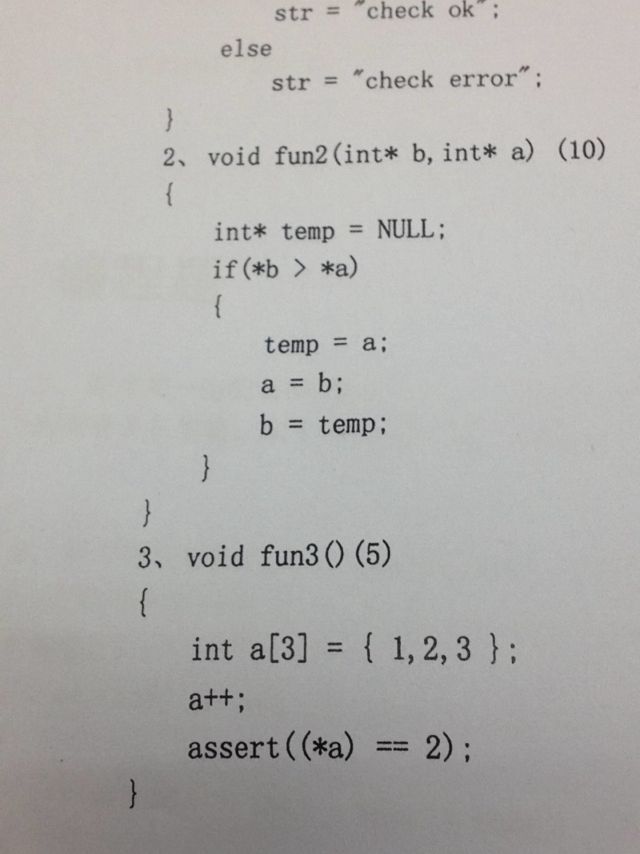 str = "check ok";
else
str = "check error";
}
2、 void fun2(int* b, int* a) (10)
{
int* temp = NULL;
if(*b > *a)
{
temp = a;
a = b;
b = temp;
}
}
3、 void fun3()(5)
{
int a[3] = { 1,2,3 };
a++;
assert((*a) == 2);
}